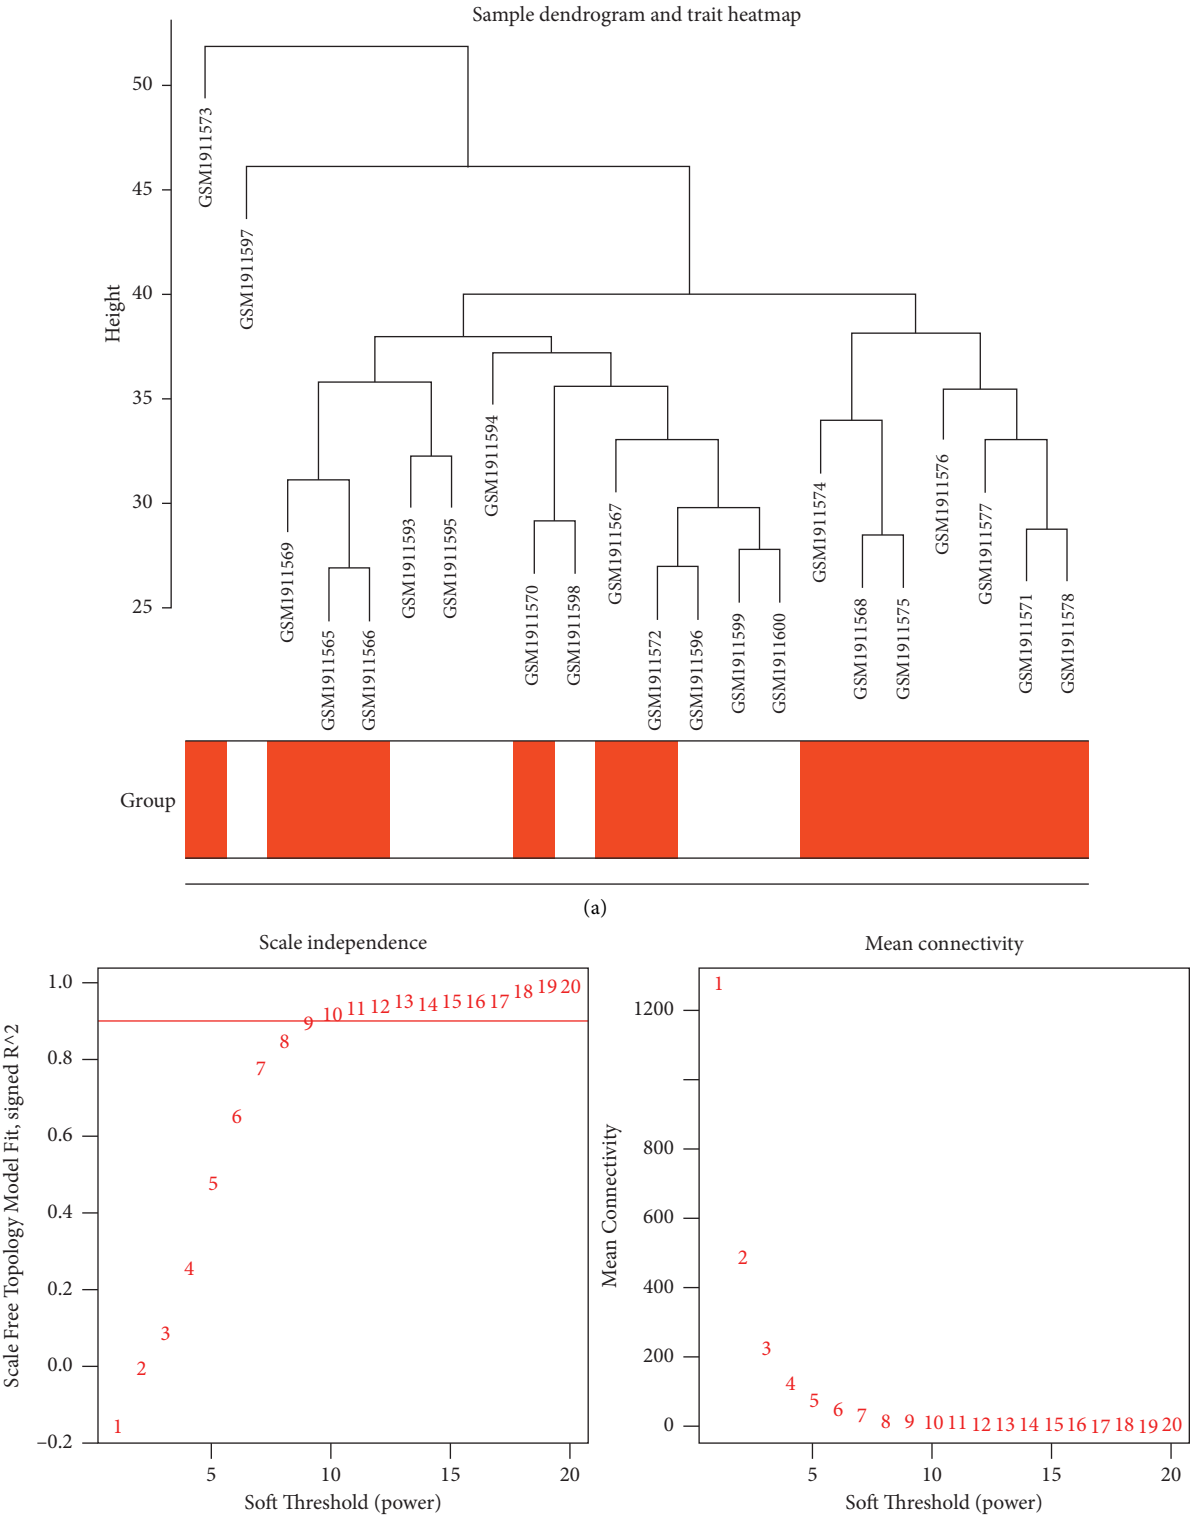 Sample dendrogram and trait heatmap
Height
50
45
40
35
30
25
GSM1911573
GSM1911597
GSM1911569
GSM1911565
GSM1911566
GSM1911593
GSM1911595
GSM1911594
GSM1911570
GSM1911598
GSM1911567
GSM1911572
GSM1911596
GSM1911599
GSM1911600
GSM1911574
GSM1911568
GSM1911575
GSM1911576
GSM1911577
GSM1911571
GSM1911578
Group
(a)
Scale independence
Scale Free Topology Model Fit, signed R^2
1.0
0.8
0.6
0.4
0.2
0.0
–0.2
1 2 3 4 5 6 7 8 9 10 11 12 13 14 15 16 17 18 19 20
5 10 15 20
Soft Threshold (power)
Mean connectivity
Mean Connectivity
1200
800
600
400
200
0
1 2 3 4 5 6 7 8 9 10 11 12 13 14 15 16 17 18 19 20
5 10 15 20
Soft Threshold (power)